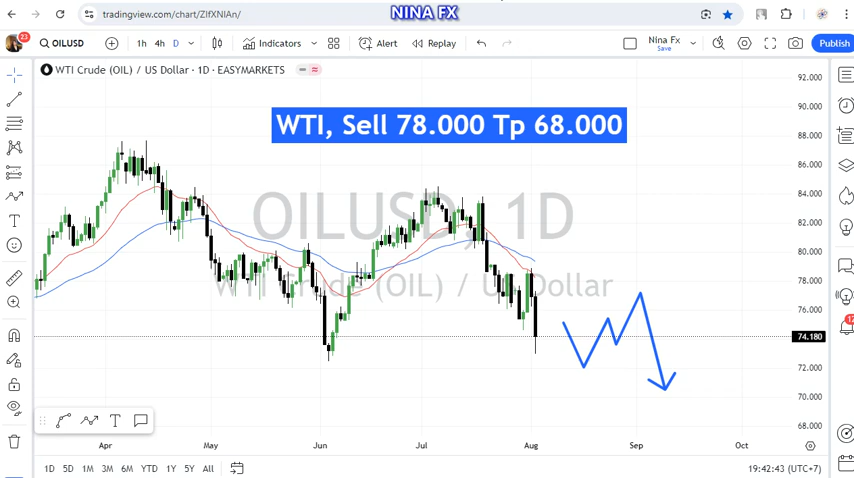 NINA FX
tradingview.com/chart/ZIfXNIAn/
23
OILUSD
1h 4h D
Indicators
Alert
Replay
Nina Fx
Save
Publish
WTI Crude (OIL) / US Dollar · 1D · EASYMARKETS
WTI, Sell 78.000 Tp 68.000
OILUSD, 1D
WTI Crude (OIL) / US Dollar
92.000
90.000
88.000
86.000
84.000
82.000
80.000
78.000
76.000
74.180
72.000
70.000
68.000
Apr May Jun Jul Aug Sep Oct
1D 5D 1M 3M 6M YTD 1Y 5Y All
19:42:43 (UTC+7)